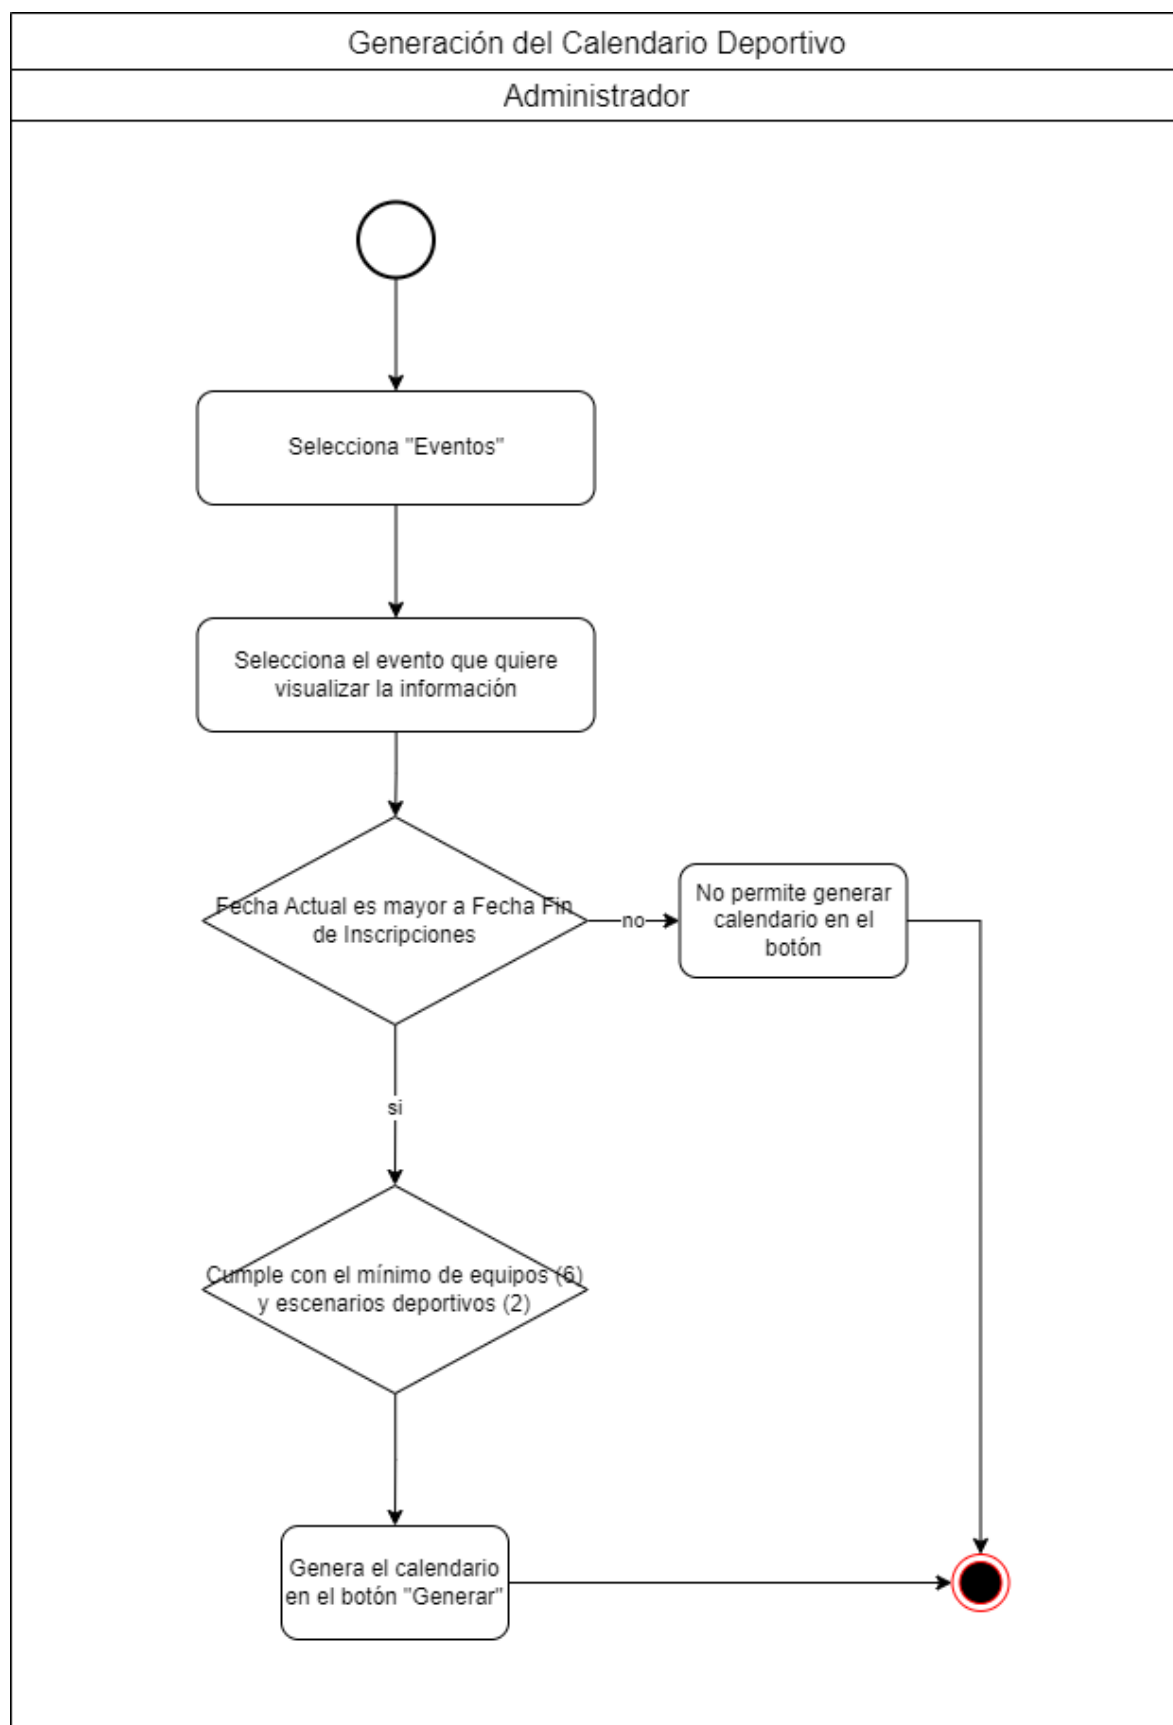 Generación del Calendario Deportivo
Administrador
Selecciona "Eventos"
Selecciona el evento que quiere
visualizar la información
Fecha Actual es mayor a Fecha Fin
de Inscripciones
no
No permite generar
calendario en el
botón
si
Cumple con el mínimo de equipos (6)
y escenarios deportivos (2)
Genera el calendario
en el botón "Generar"